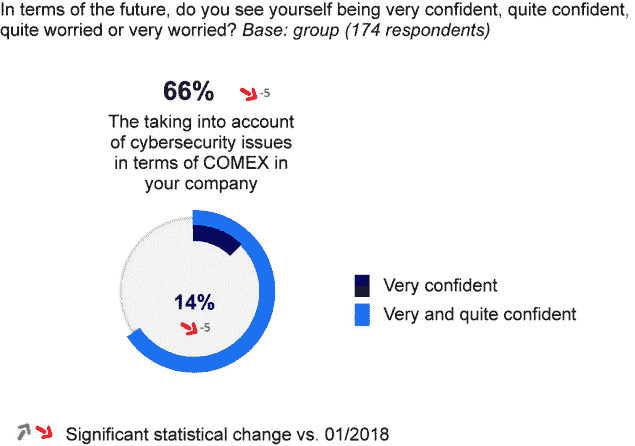 In terms of the future, do you see yourself being very confident, quite confident,
quite worried or very worried? Base: group (174 respondents)
66% -5
The taking into account
of cybersecurity issues
in terms of COMEX in
your company
14%
-5
Very confident
Very and quite confident
Significant statistical change vs. 01/2018